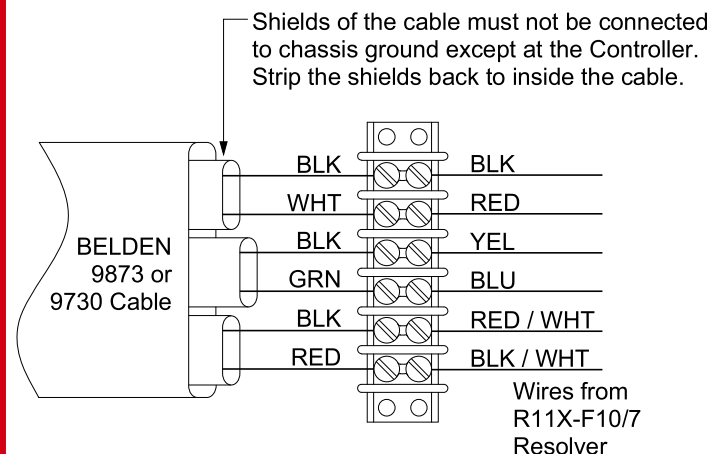 Shields of the cable must not be connected
to chassis ground except at the Controller.
Strip the shields back to inside the cable.
BLK BLK
WHT RED
BLK YEL
GRN BLU
BLK RED / WHT
RED BLK / WHT
BELDEN
9873 or
9730 Cable
Wires from
R11X-F10/7
Resolver